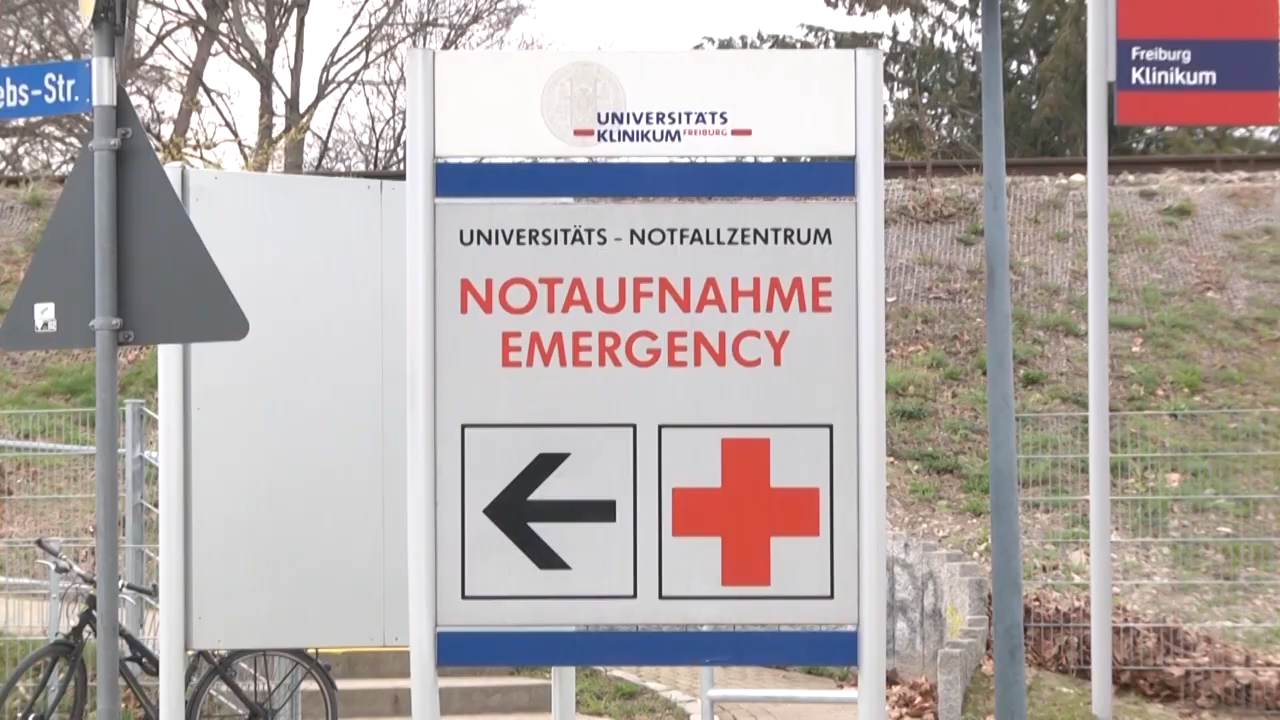 ebs-Str.
Freiburg
Klinikum
UNIVERSITÄTS
KLINIKUM FREIBURG
UNIVERSITÄTS - NOTFALLZENTRUM
NOTAUFNAHME
EMERGENCY